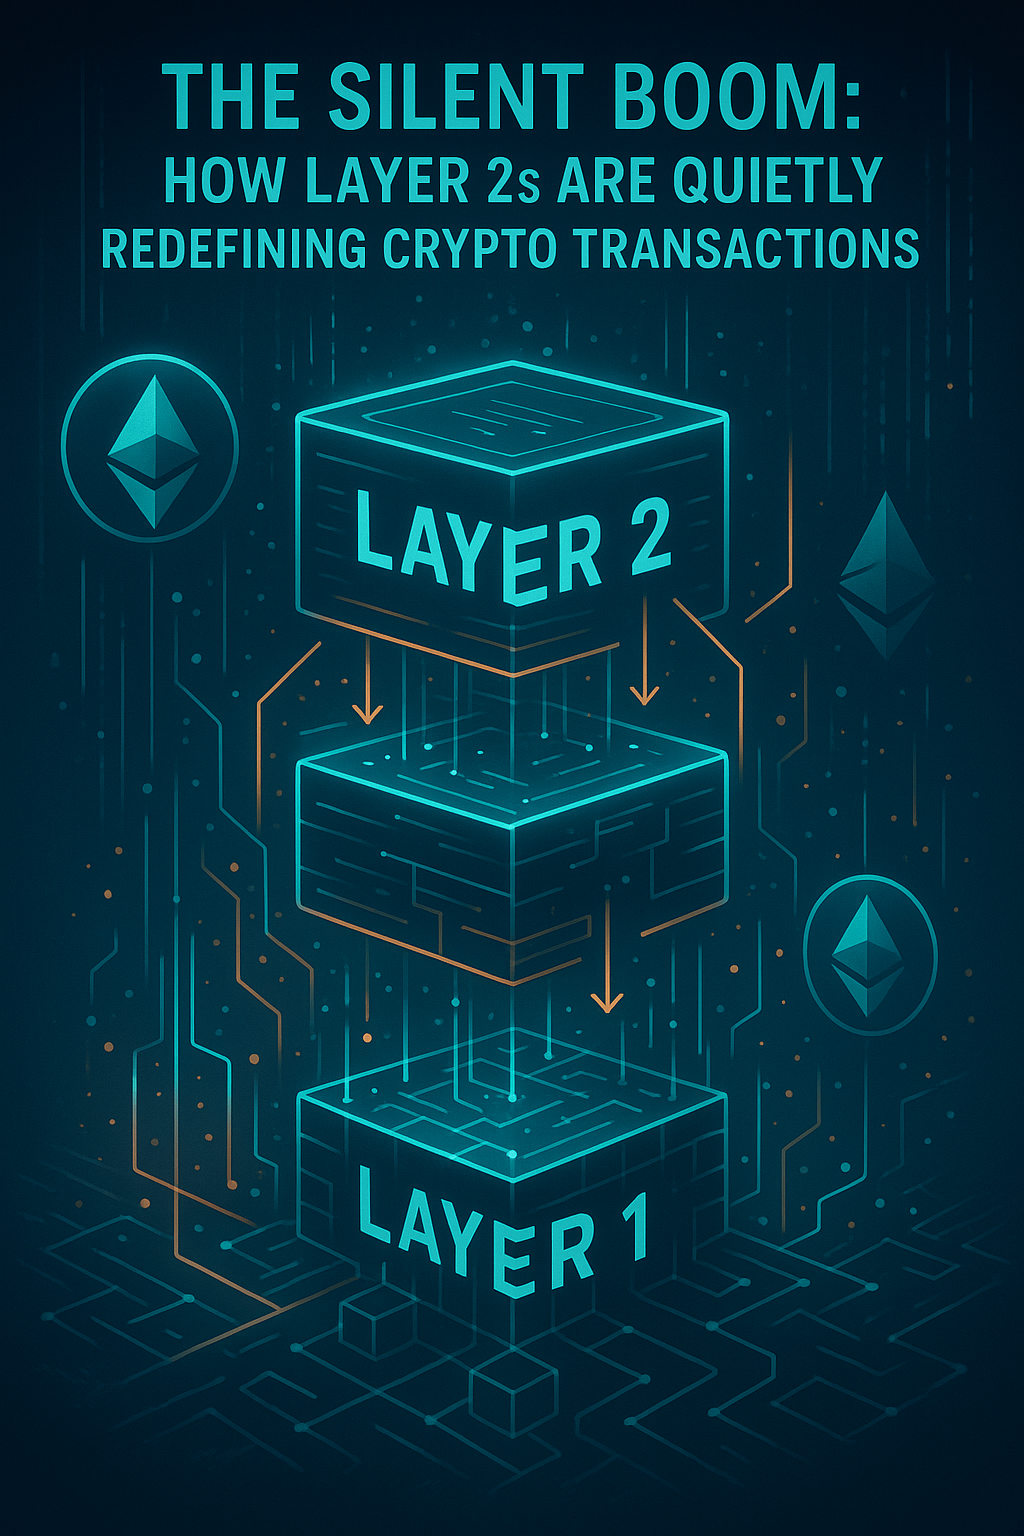 THE SILENT BOOM:
HOW LAYER 2s ARE QUIETLY
REDEFINING CRYPTO TRANSACTIONS
LAYER 2
LAYER 1